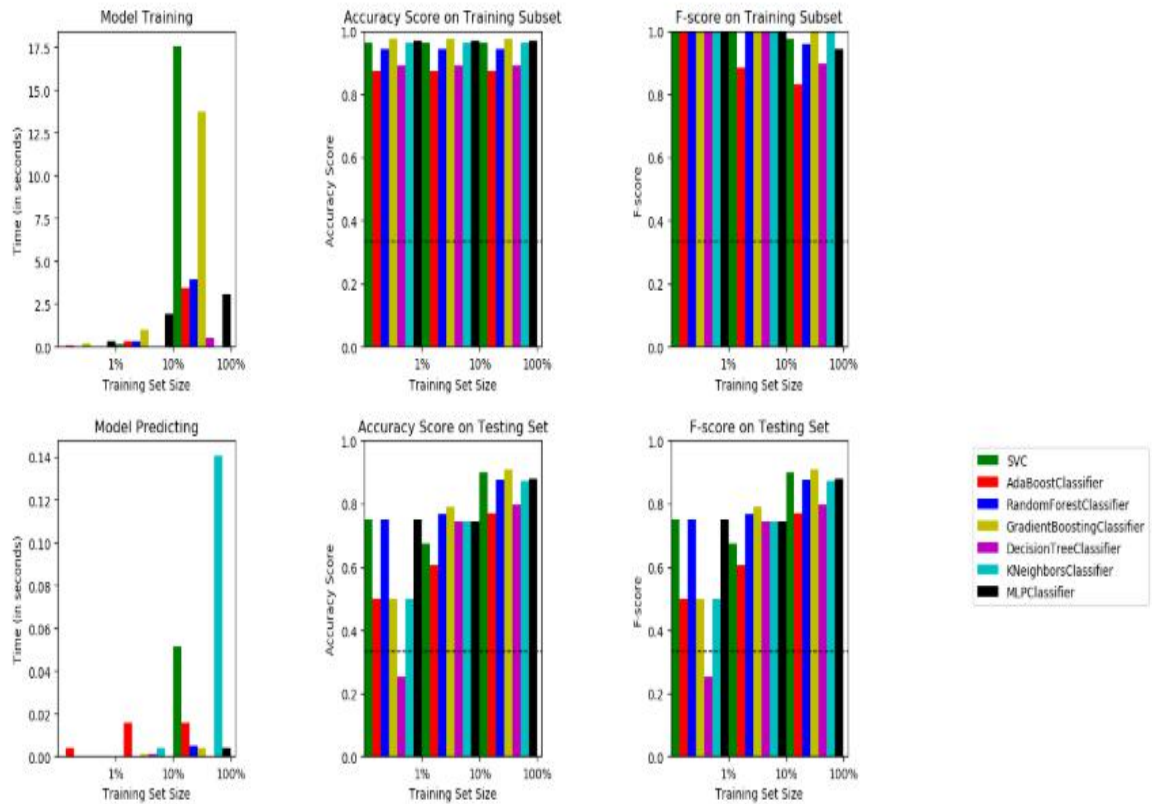 Model Training
Time (in seconds)
17.5
15.0
12.5
10.0
7.5
5.0
2.5
0.0
1%
10%
100%
Training Set Size
Accuracy Score on Training Subset
Accuracy Score
1.0
0.8
0.6
0.4
0.2
0.0
1%
10%
100%
Training Set Size
F-score on Training Subset
F-score
1.0
0.8
0.6
0.4
0.2
0.0
1%
10%
100%
Training Set Size
Model Predicting
Time (in seconds)
0.14
0.12
0.10
0.08
0.06
0.04
0.02
0.00
1%
10%
100%
Training Set Size
Accuracy Score on Testing Set
Accuracy Score
1.0
0.8
0.6
0.4
0.2
0.0
1%
10%
100%
Training Set Size
F-score on Testing Set
F-score
1.0
0.8
0.6
0.4
0.2
0.0
1%
10%
100%
Training Set Size
SVC
AdaBoostClassifier
RandomForestClassifier
GradientBoostingClassifier
DecisionTreeClassifier
KNeighborsClassifier
MLPClassifier